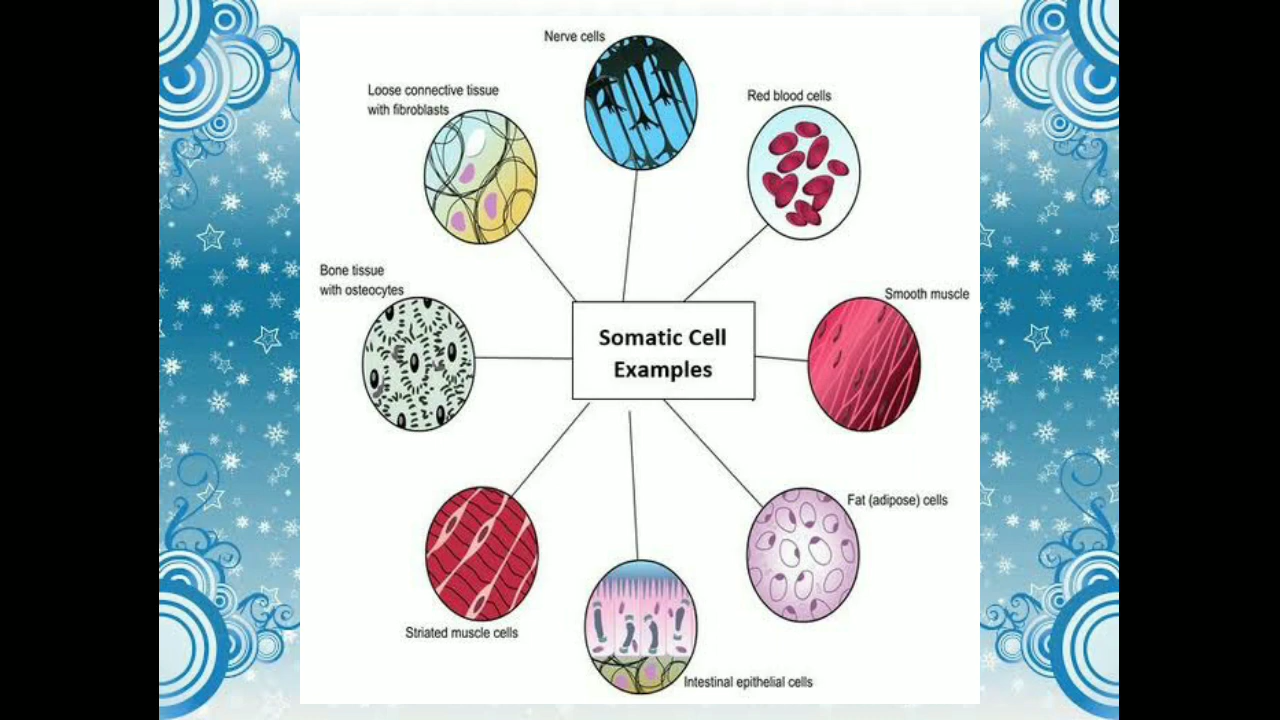 Nerve cells
Loose connective tissue
with fibroblasts
Red blood cells
Bone tissue
with osteocytes
Smooth muscle
Somatic Cell
Examples
Fat (adipose) cells
Striated muscle cells
Intestinal epithelial cells